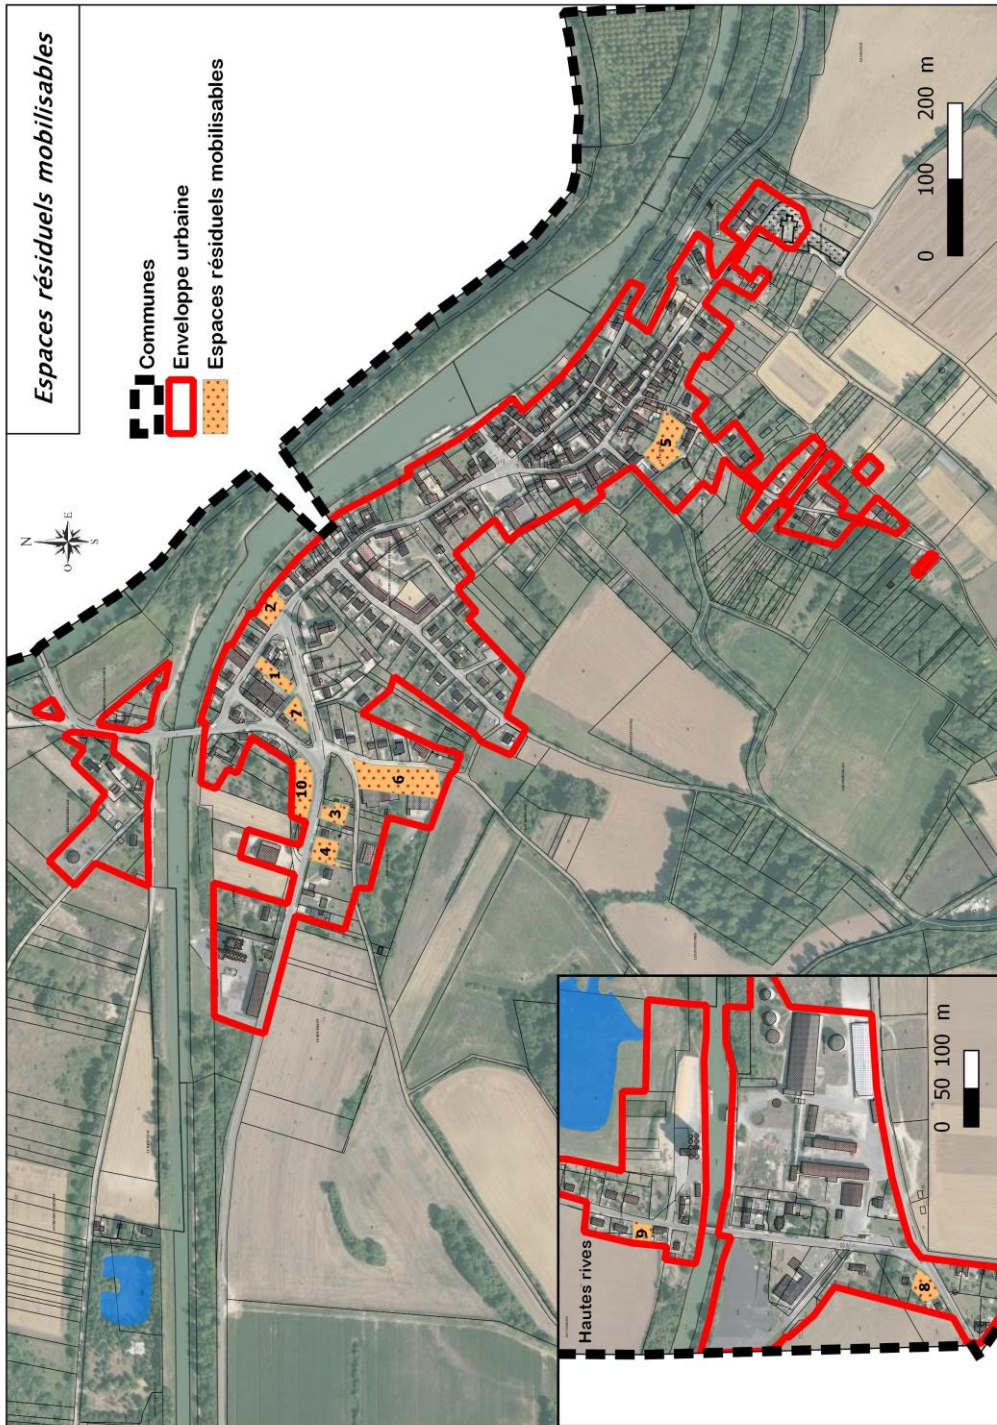 Espaces résiduels mobilisables
N
O
E
S
Communes
Enveloppe urbaine
Espaces résiduels mobilisables
2
1
7
10
6
3
4
5
0 100 200 m
Hautes rives
9
8
0 50 100 m